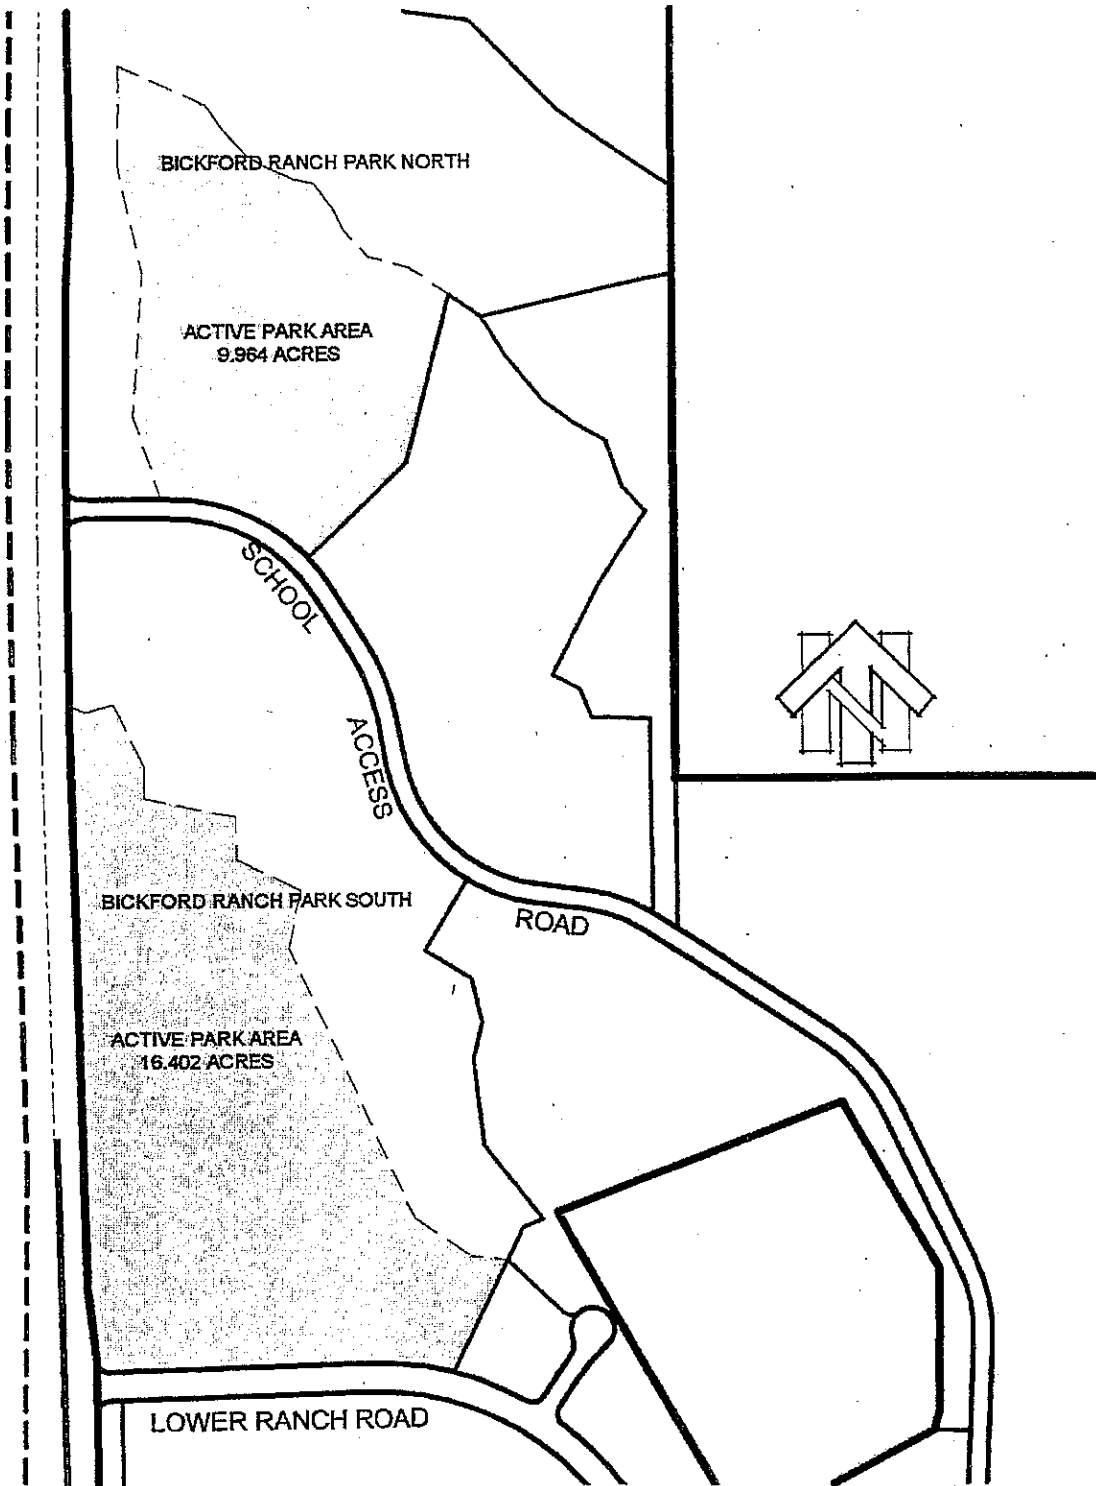 BICKFORD RANCH PARK NORTH
ACTIVE PARK AREA
9.964 ACRES
SCHOOL
ACCESS
ROAD
N
BICKFORD RANCH PARK SOUTH
ACTIVE PARK AREA
16.402 ACRES
LOWER RANCH ROAD